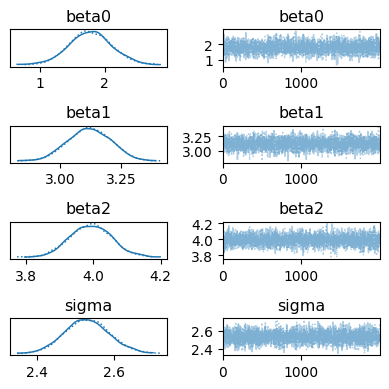 beta0 beta0
2
1
1 2 0 1000
beta1 beta1
3.25
3.00
3.00 3.25 0 1000
beta2 beta2
4.2
4.0
3.8
3.8 4.0 4.2 0 1000
sigma sigma
2.6
2.4
2.4 2.6 0 1000